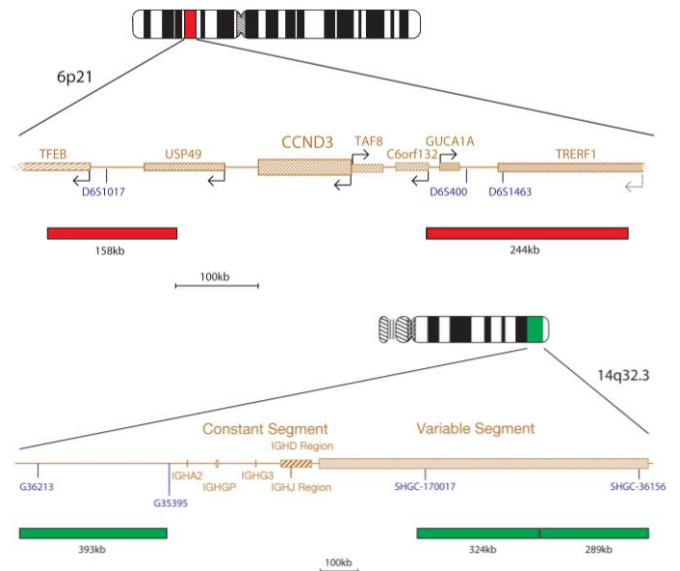 6p21
TFEB USP49 CCND3 TAF8 C6orf132 GUCA1A TRERF1
D6S1017 D6S400 D6S1463
158kb 244kb
100kb
14q32.3
Constant Segment Variable Segment
IGHD Region
IGHA2 IGHGP IGHG3 IGHJ Region
G36213 G35395 SHGC-170017 SHGC-36156
393kb 324kb 289kb
100kb